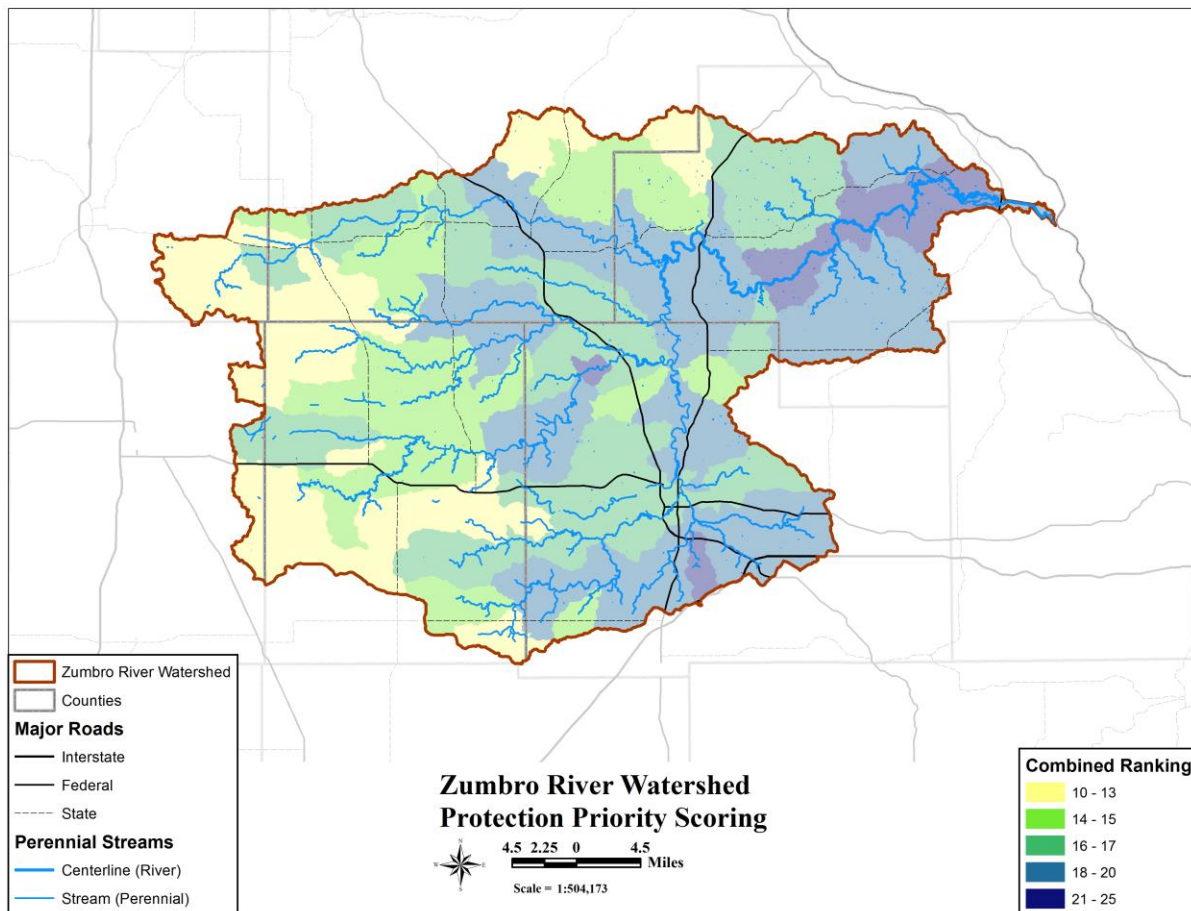 Zumbro River Watershed
Counties
Major Roads
Interstate
Federal
State
Perennial Streams
Centerline (River)
Stream (Perennial)
Zumbro River Watershed
Protection Priority Scoring
N
W E
S
4.5 2.25 0 4.5
Miles
Scale = 1:504,173
Combined Ranking
10 - 13
14 - 15
16 - 17
18 - 20
21 - 25